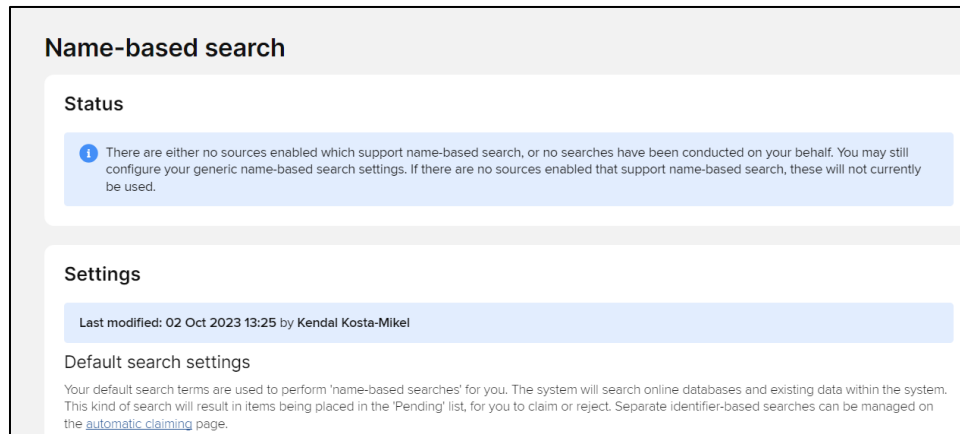 Name-based search
Status
There are either no sources enabled which support name-based search, or no searches have been conducted on your behalf. You may still
configure your generic name-based search settings. If there are no sources enabled that support name-based search, these will not currently
be used.
Settings
Last modified: 02 Oct 2023 13:25 by Kendal Kosta-Mikel
Default search settings
Your default search terms are used to perform 'name-based searches' for you. The system will search online databases and existing data within the system.
This kind of search will result in items being placed in the 'Pending' list, for you to claim or reject. Separate identifier-based searches can be managed on
the automatic claiming page.